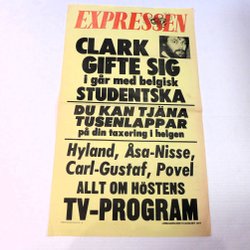 EXPRESSEN
CLARK
GIFTE SIG
i går med belgisk
STUDENTSKA
DU KAN TJÄNA
TUSENLAPPAR
på din taxering i helgen
Hyland, Åsa-Nisse,
Carl-Gustaf, Povel
ALLT OM HÖSTENS
TV-PROGRAM